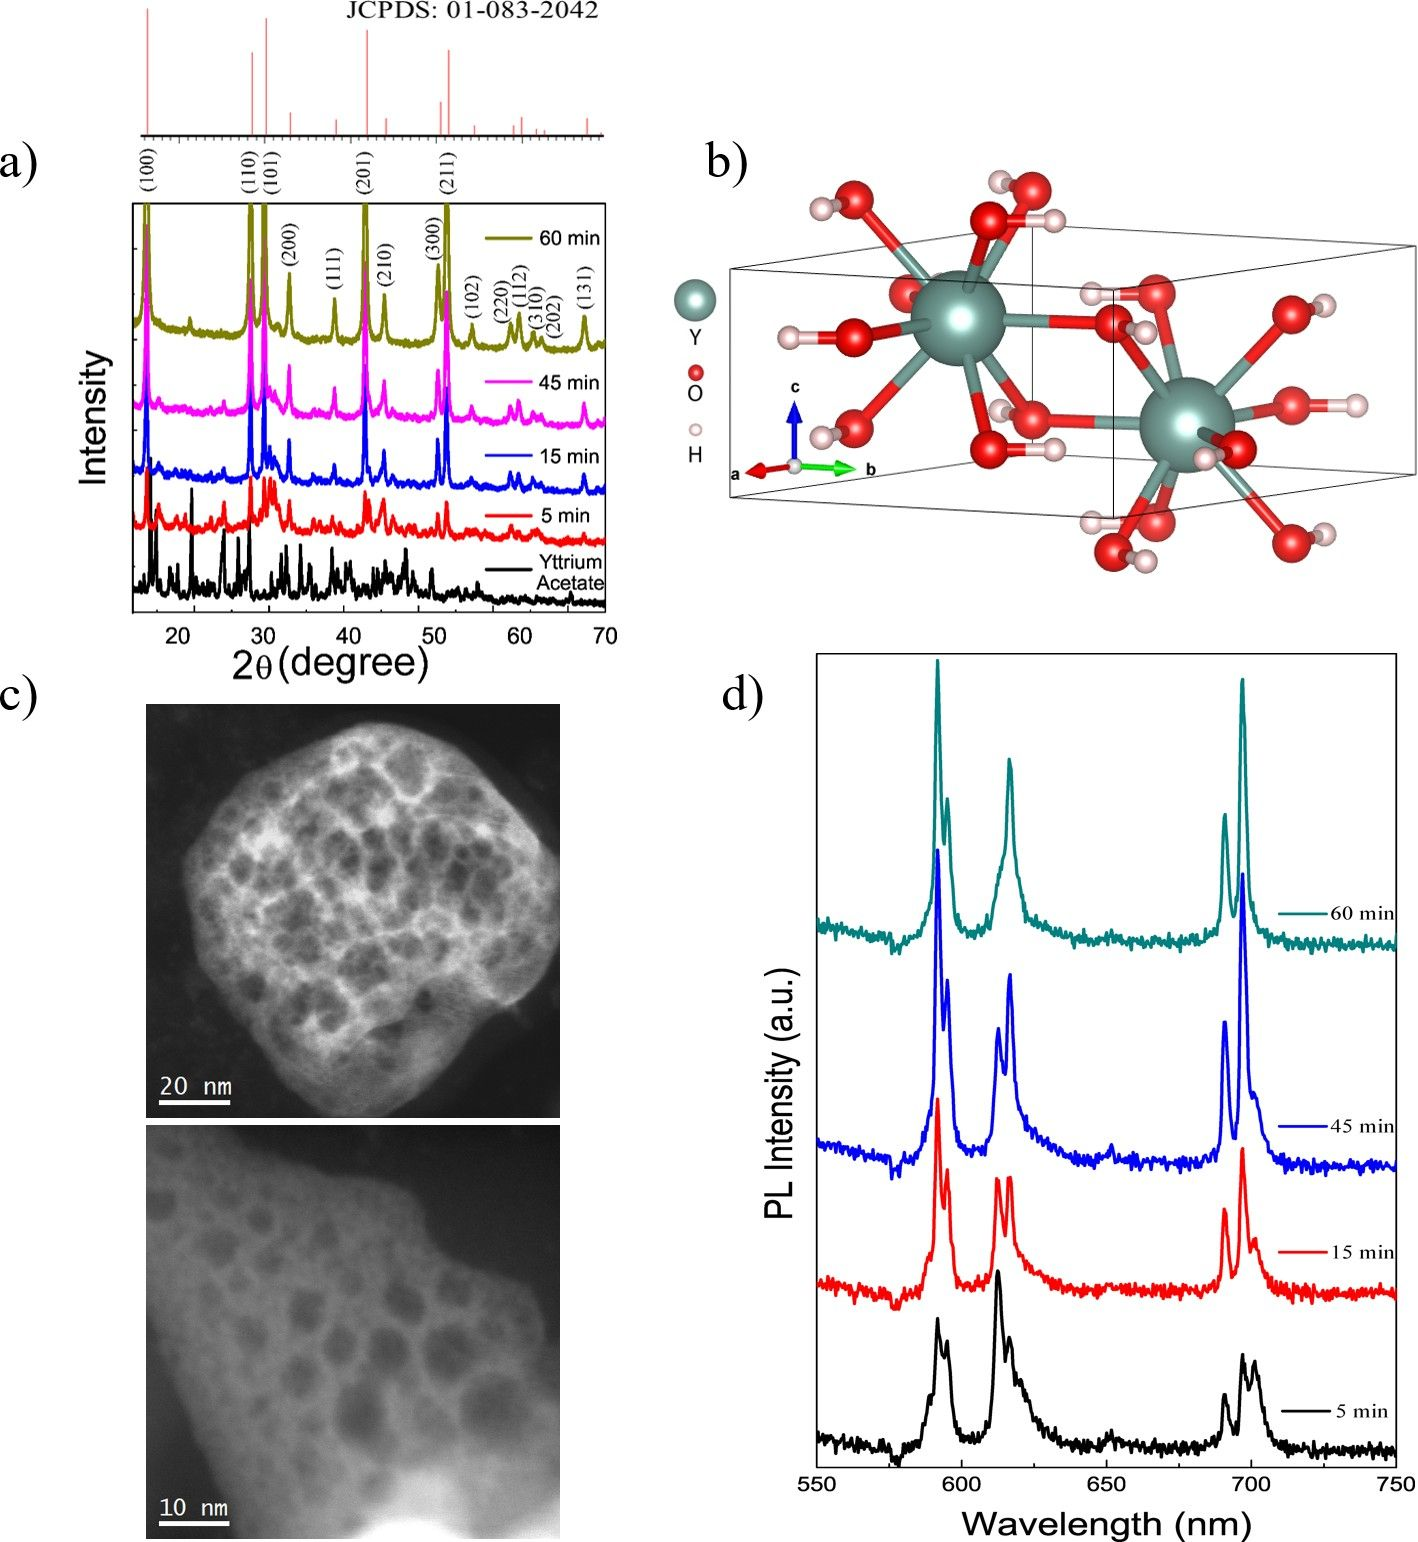 JCPDS: 01-083-2042
a)
(100)
(110)
(101)
(201)
(211)
(200)
(111)
(210)
(300)
(102)
(220)
(112)
(310)
(202)
(131)
60 min
45 min
15 min
5 min
Yttrium
Acetate
Intensity
20 30 40 50 60 70
2θ (degree)
b)
Y
O
H
c
a
b
c)
20 nm
10 nm
d)
60 min
45 min
15 min
5 min
PL Intensity (a.u.)
550 600 650 700 750
Wavelength (nm)